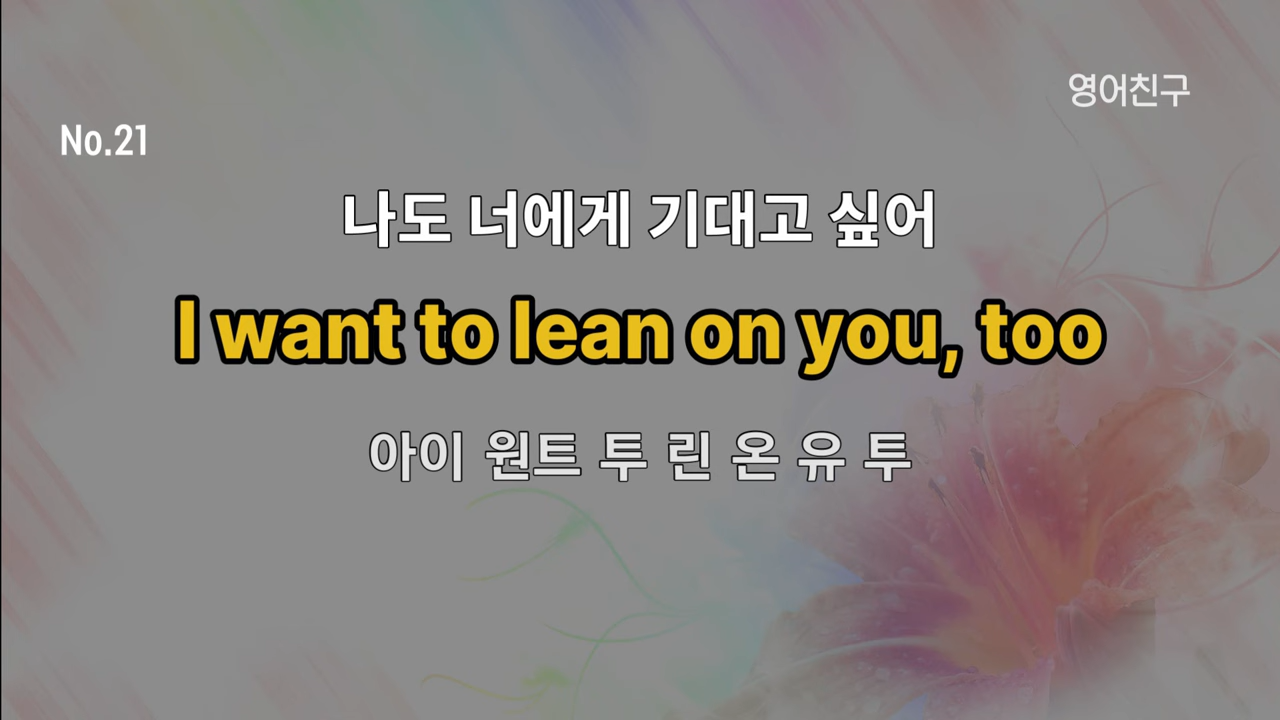 영어친구
No.21
나도 너에게 기대고 싶어
I want to lean on you, too
아이 원트 투 린 온 유 투